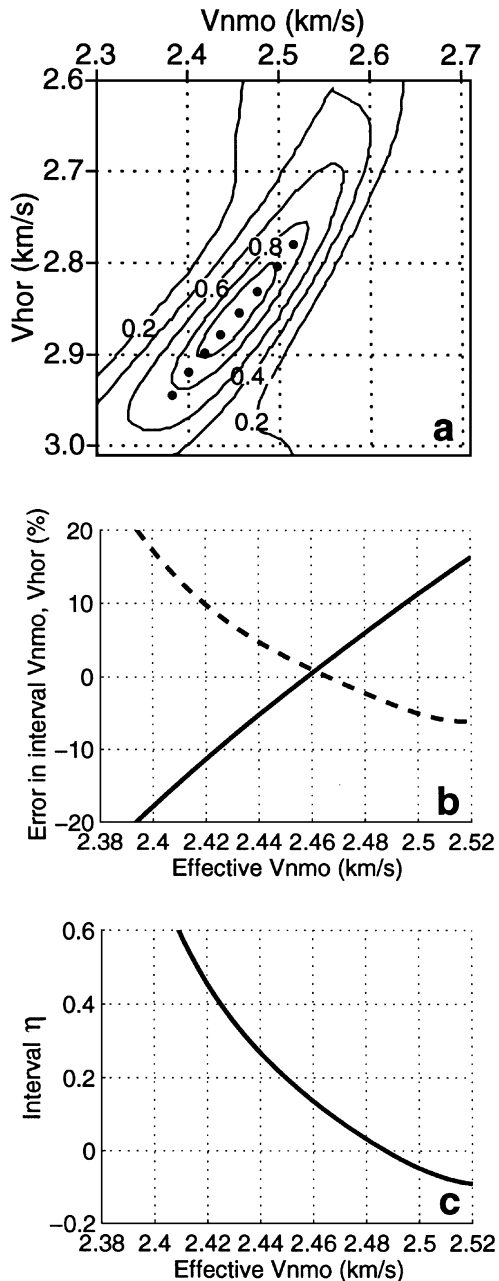 Vnmo (km/s)
2.3 2.4 2.5 2.6 2.7
2.6
2.7
2.8
2.9
3.0
Vhor (km/s)
0.8
0.6
0.2
0.4
0.2
a
20
10
0
−10
−20
Error in interval Vnmo, Vhor (%)
b
2.38 2.4 2.42 2.44 2.46 2.48 2.5 2.52
Effective Vnmo (km/s)
0.6
0.4
0.2
0
−0.2
Interval η
c
2.38 2.4 2.42 2.44 2.46 2.48 2.5 2.52
Effective Vnmo (km/s)